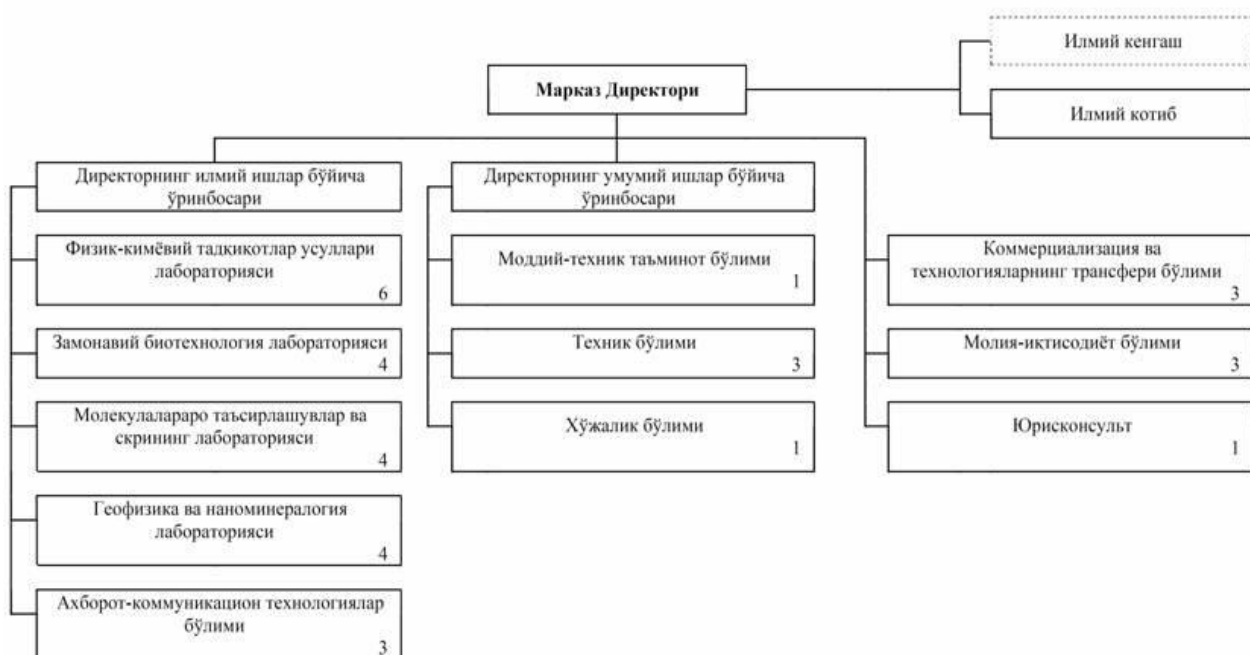 Илмий кенгаш
Марказ Директори
Илмий котиб
Директорнинг илмий ишлар бўйича
ўринбосари
Физик-кимёвий тадқиқотлар усуллари
лабораторияси
6
Замонавий биотехнология лабораторияси
4
Молекулалараро таъсирлашувлар ва
скрининг лабораторияси
4
Геофизика ва наноминералогия
лабораторияси
4
Ахборот-коммуникацион технологиялар
бўлими
3
Директорнинг умумий ишлар бўйича
ўринбосари
Моддий-техник таъминот бўлими
1
Техник бўлими
3
Хўжалик бўлими
1
Коммерциализация ва
технологияларнинг трансфери бўлими
3
Молия-иқтисодиёт бўлими
3
Юрисконсульт
1